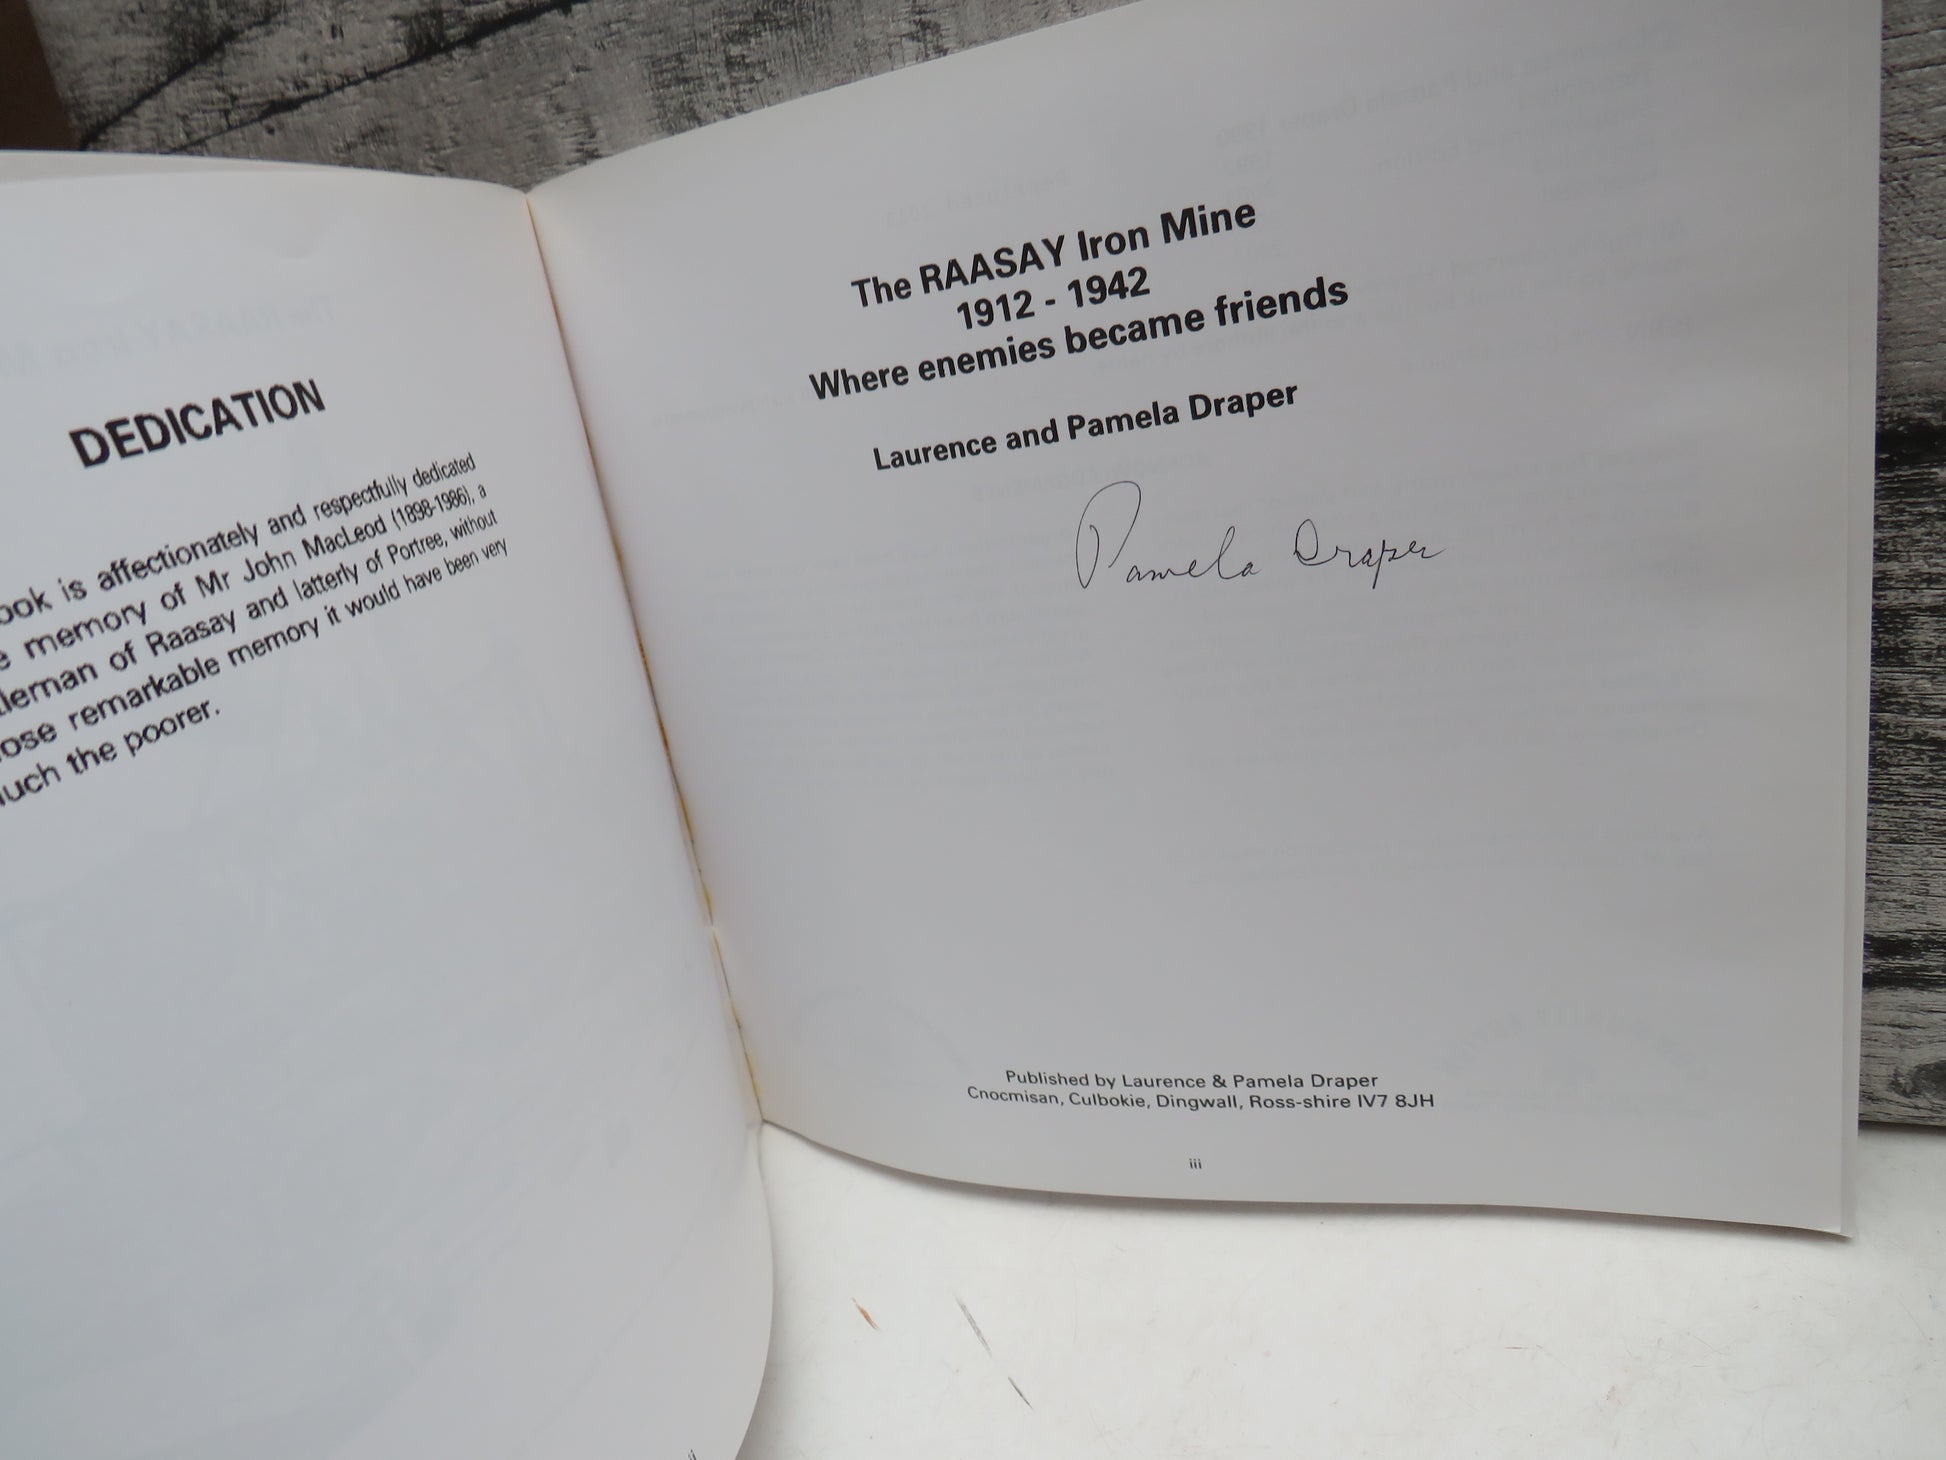 DEDICATION
ook is affectionately and respectfully dedicated
e memory of Mr John MacLeod (1898-1986), a
tleman of Raasay and latterly of Portree, without
ose remarkable memory it would have been very
uch the poorer.
ii
The RAASAY Iron Mine
1912 - 1942
Where enemies became friends
Laurence and Pamela Draper
Pamela Draper
Published by Laurence & Pamela Draper
Cnocmisan, Culbokie, Dingwall, Ross-shire IV7 8JH
iii